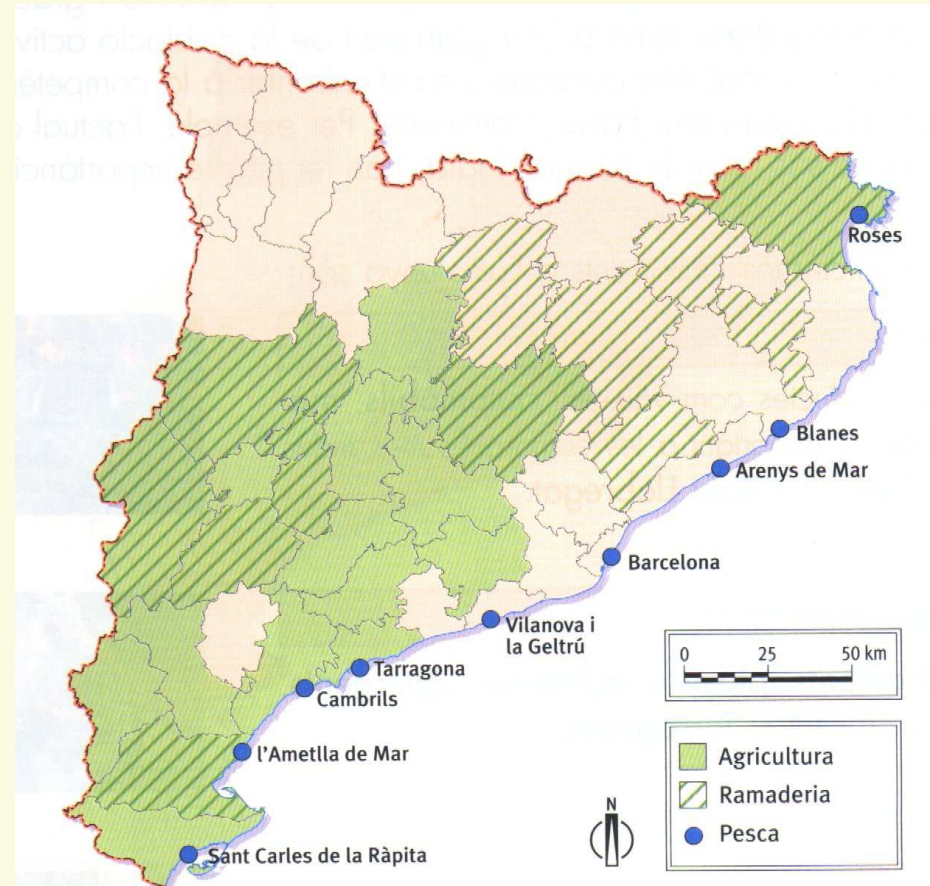 Roses
Blanes
Arenys de Mar
Barcelona
Vilanova i
la Geltrú
Tarragona
Cambrils
l'Ametlla de Mar
Sant Carles de la Ràpita
0 25 50 km
N
Agricultura
Ramaderia
Pesca